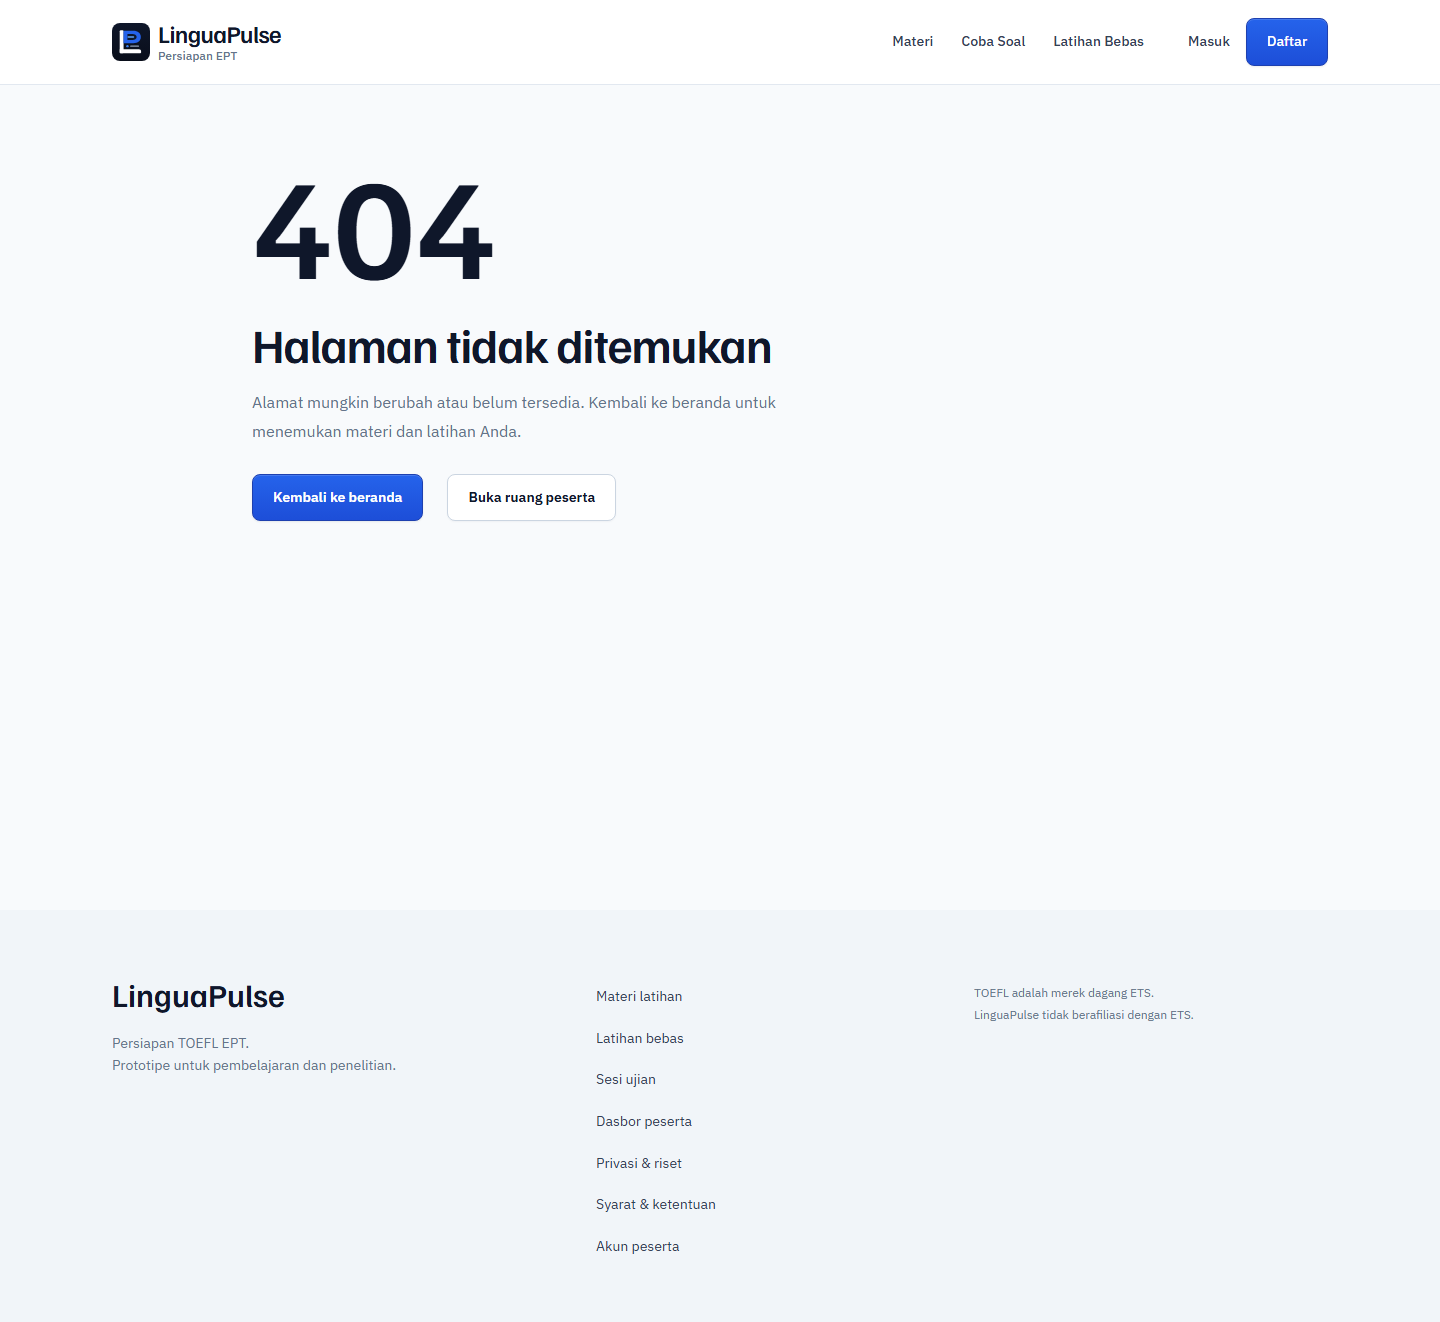 LinguaPulse
Persiapan EPT
Materi
Coba Soal
Latihan Bebas
Masuk
Daftar
404
Halaman tidak ditemukan
Alamat mungkin berubah atau belum tersedia. Kembali ke beranda untuk
menemukan materi dan latihan Anda.
Kembali ke beranda
Buka ruang peserta
LinguaPulse
Persiapan TOEFL EPT.
Prototipe untuk pembelajaran dan penelitian.
Materi latihan
Latihan bebas
Sesi ujian
Dasbor peserta
Privasi & riset
Syarat & ketentuan
Akun peserta
TOEFL adalah merek dagang ETS.
LinguaPulse tidak berafiliasi dengan ETS.